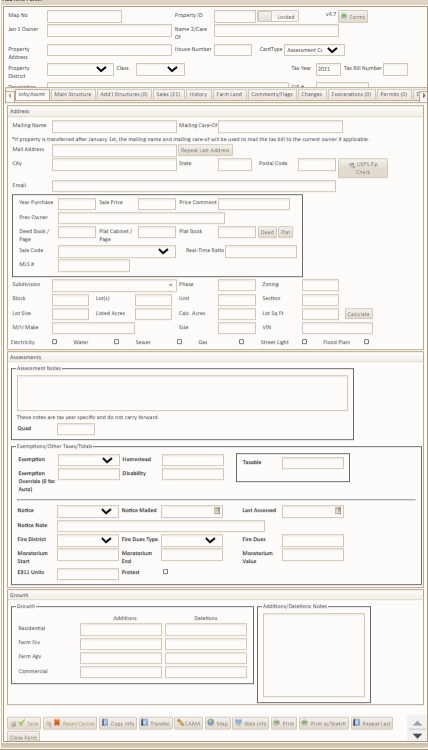 Map No Property ID Locked v4.7 Forms
Jan 1 Owner Name 2/Care Of
Property Address House Number CardType Assessment Ca
Property District Class Tax Year 2021 Tax Bill Number
Info/Asmt Main Structure Add'l Structures (0) Sales (21) History Farm Land Comments/Flags Changes Exonerations (0) Permits (0)
Address
Mailing Name Mailing Care-Of
*If property is transferred after January 1st, the mailing name and mailing care-of will be used to mail the tax bill to the current owner if applicable.
Mail Address Repeat Last Address
City State Postal Code USPS Zip Check
Email
Year Purchase Sale Price Price Comment
Prev Owner
Deed Book / Page Plat Cabinet / Page Plat Book Deed Plat
Sale Code Real-Time Ratio
MLS #
Subdivision Phase Zoning
Block Lot(s) Unit Section
Lot Size Listed Acres Calc. Acres Lot Sq Ft Calculate
M/H Make Size VIN
Electricity Water Sewer Gas Street Light Flood Plain
Assessments
Assessment Notes
These notes are tax year specific and do not carry forward.
Quad
Exemptions/Other Taxes/Totals
Exemption Homestead Taxable
Exemption Override (0 for Auto) Disability
Notice Notice Mailed Last Assessed
Notice Note
Fire District Fire Dues Type Fire Dues
Moratorium Start Moratorium End Moratorium Value
E911 Units Protest
Growth
Growth Additions/Deletions Notes
Additions Deletions
Residential
Farm Fcv
Farm Agv
Commercial
Save Reset/Cancel Copy Info Transfer CAMA Map Web Info Print Print w/Sketch Repeat Last
Close Form